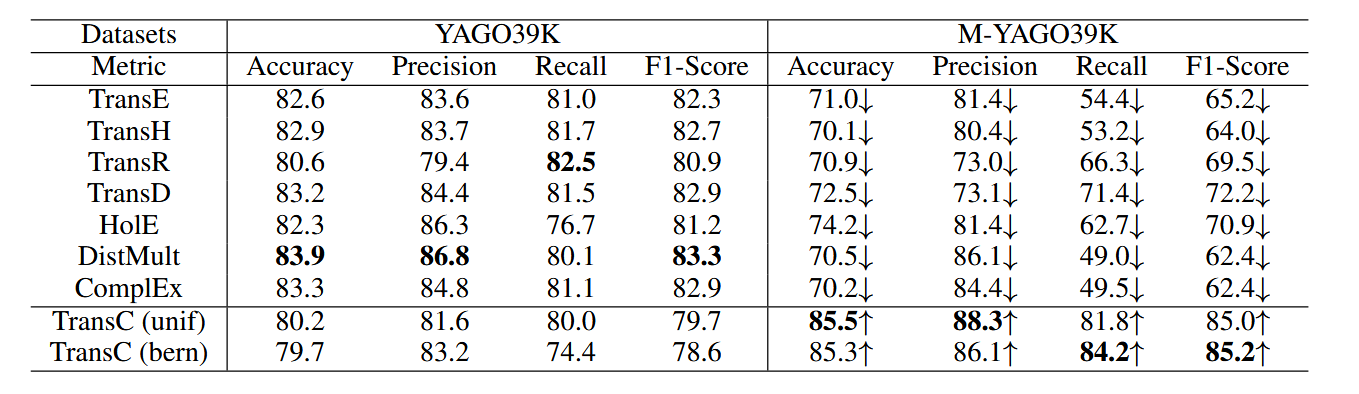 Datasets YAGO39K M-YAGO39K
Metric Accuracy Precision Recall F1-Score Accuracy Precision Recall F1-Score
TransE 82.6 83.6 81.0 82.3 71.0↓ 81.4↓ 54.4↓ 65.2↓
TransH 82.9 83.7 81.7 82.7 70.1↓ 80.4↓ 53.2↓ 64.0↓
TransR 80.6 79.4 82.5 80.9 70.9↓ 73.0↓ 66.3↓ 69.5↓
TransD 83.2 84.4 81.5 82.9 72.5↓ 73.1↓ 71.4↓ 72.2↓
HolE 82.3 86.3 76.7 81.2 74.2↓ 81.4↓ 62.7↓ 70.9↓
DistMult 83.9 86.8 80.1 83.3 70.5↓ 86.1↓ 49.0↓ 62.4↓
ComplEx 83.3 84.8 81.1 82.9 70.2↓ 84.4↓ 49.5↓ 62.4↓
TransC (unif) 80.2 81.6 80.0 79.7 85.5↑ 88.3↑ 81.8↑ 85.0↑
TransC (bern) 79.7 83.2 74.4 78.6 85.3↑ 86.1↑ 84.2↑ 85.2↑